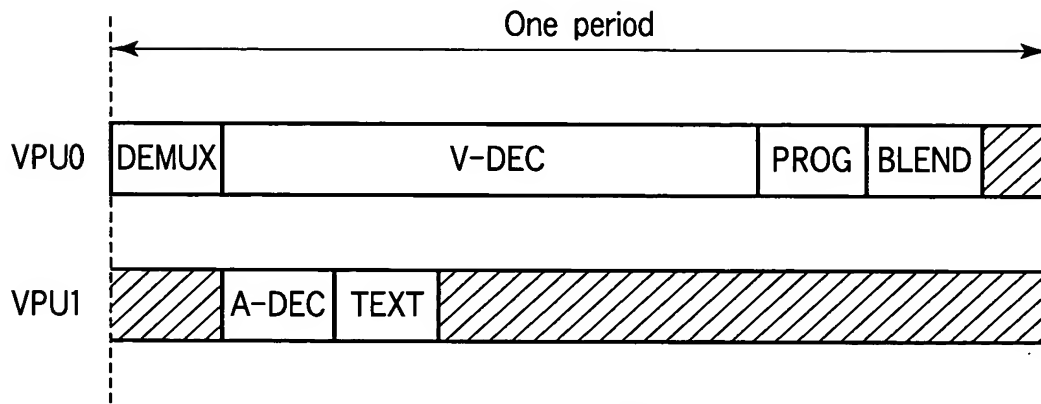 One period
VPU0 DEMUX V-DEC PROG BLEND
VPU1 A-DEC TEXT